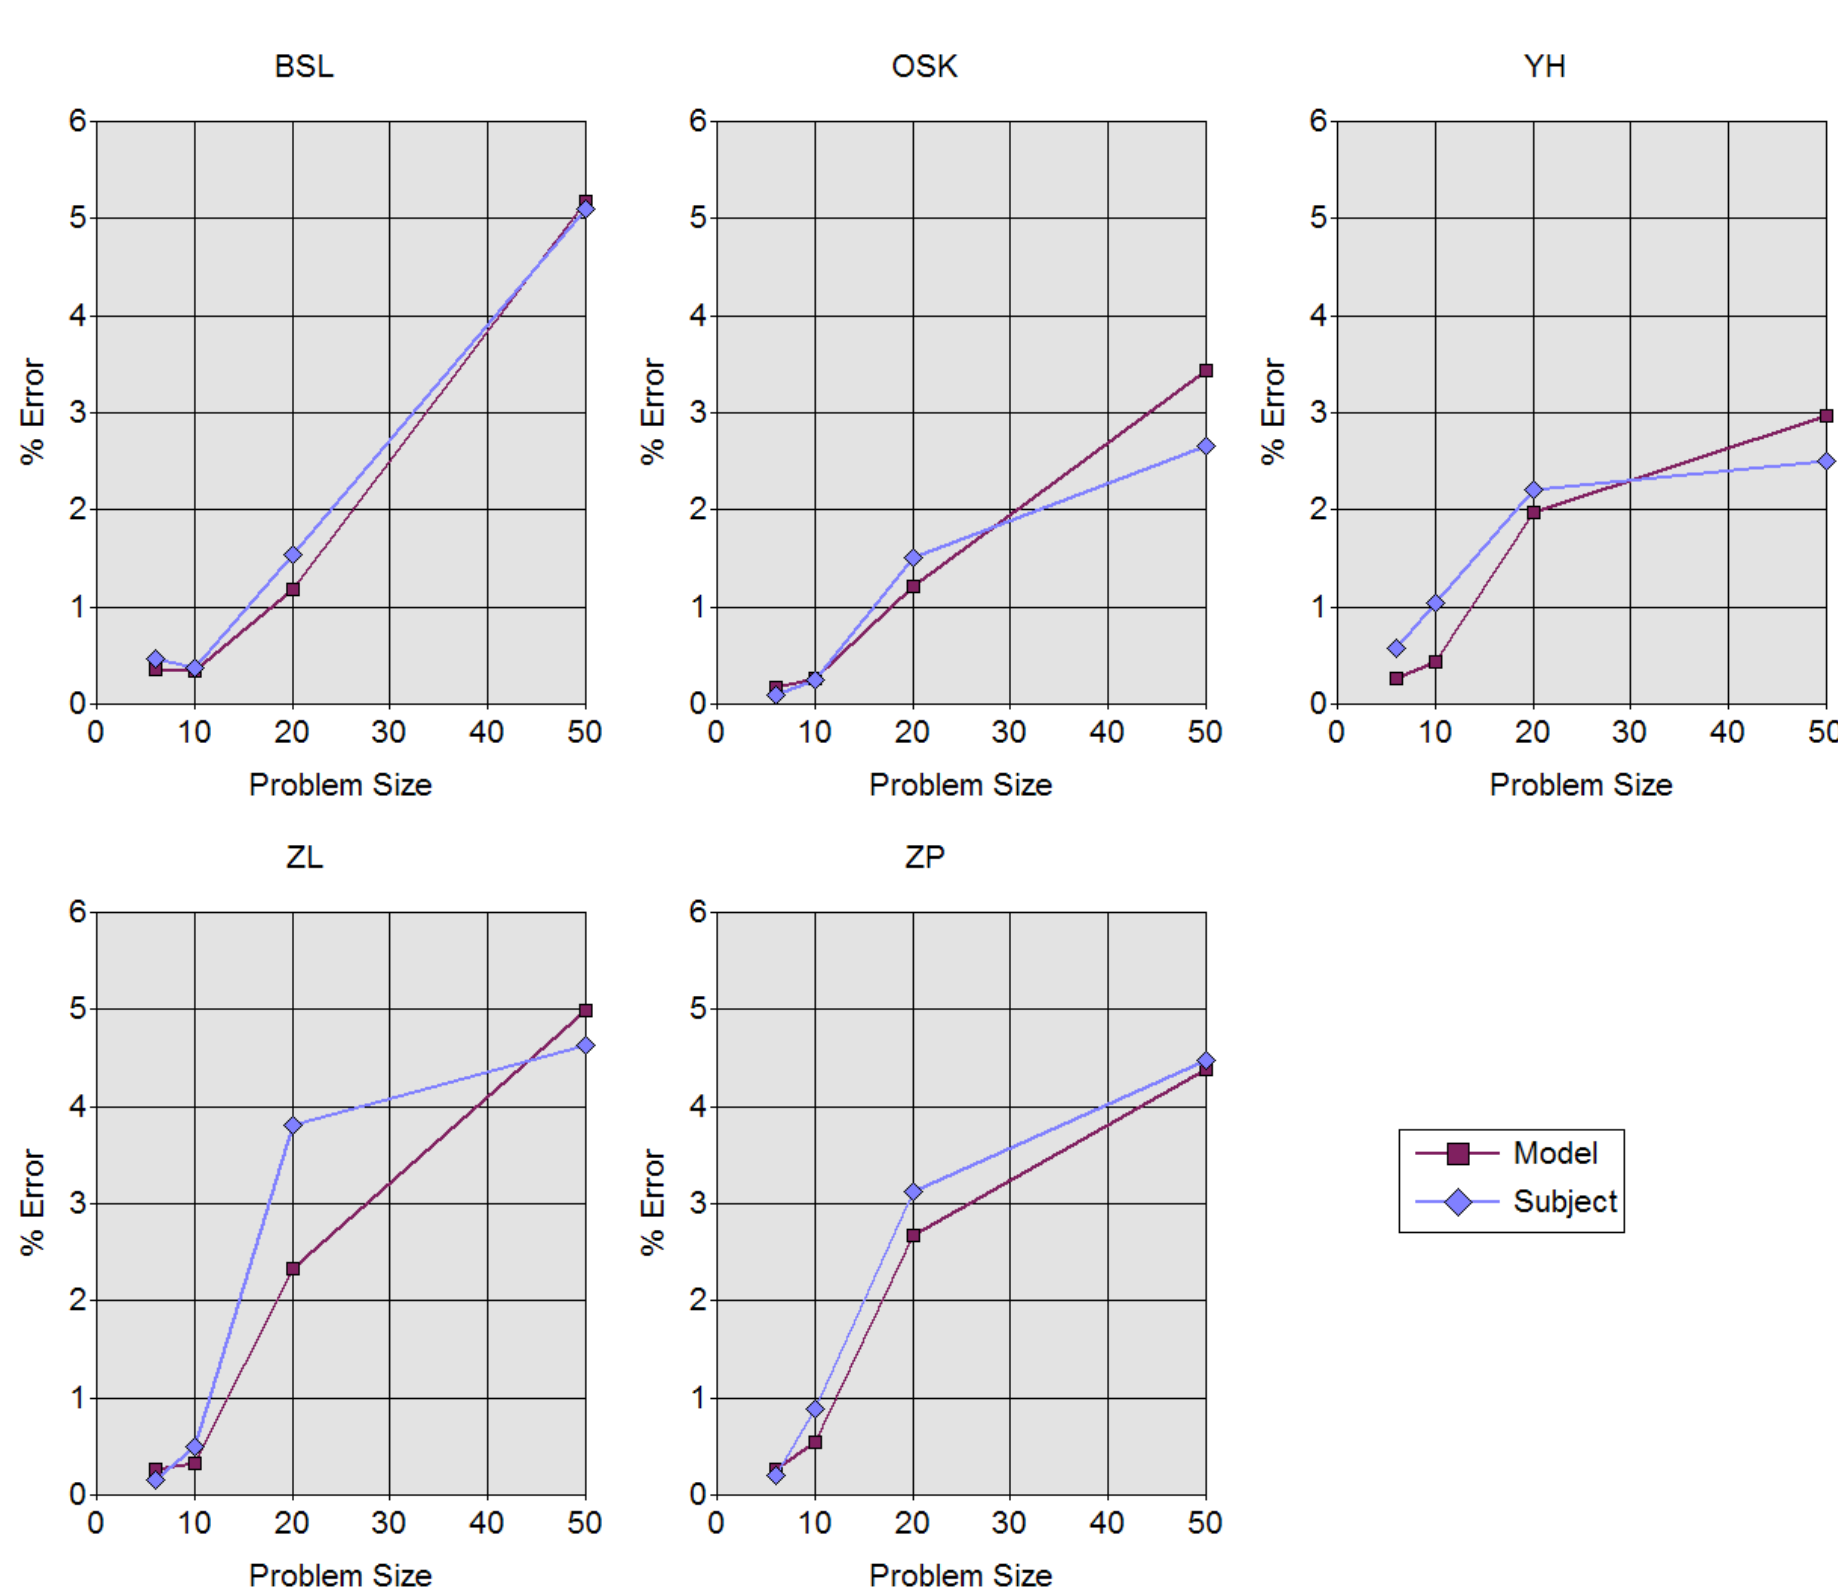 BSL OSK YH
6 6 6
5 5 5
4 4 4
% Error % Error % Error
3 3 3
2 2 2
1 1 1
0 0 0
0 10 20 30 40 50 0 10 20 30 40 50 0 10 20 30 40 50
Problem Size Problem Size Problem Size
ZL ZP
6 6
5 5
4 4
% Error % Error
3 3
2 2
1 1
0 0
0 10 20 30 40 50 0 10 20 30 40 50
Problem Size Problem Size
Model
Subject